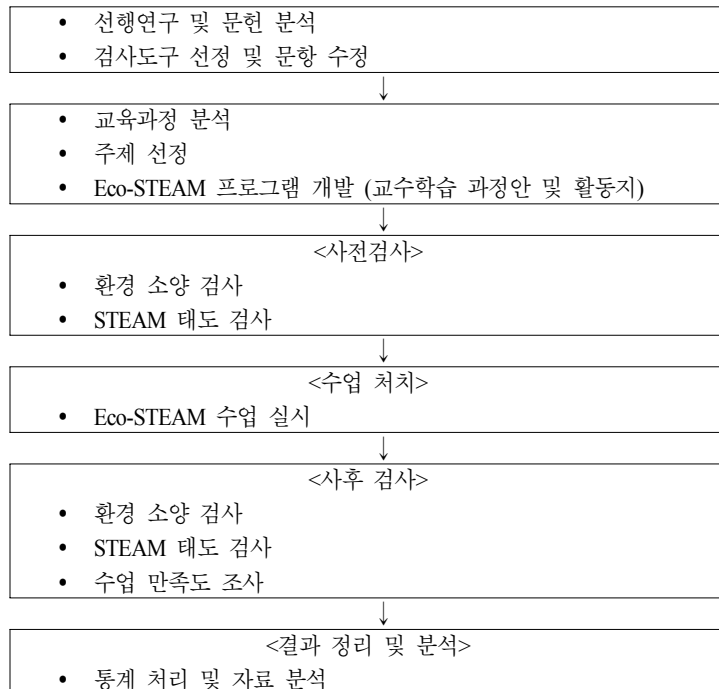 • 선행연구 및 문헌 분석
• 검사도구 선정 및 문항 수정
↓
• 교육과정 분석
• 주제 선정
• Eco-STEAM 프로그램 개발 (교수학습 과정안 및 활동지)
↓
<사전검사>
• 환경 소양 검사
• STEAM 태도 검사
↓
<수업 처치>
• Eco-STEAM 수업 실시
↓
<사후 검사>
• 환경 소양 검사
• STEAM 태도 검사
• 수업 만족도 조사
↓
<결과 정리 및 분석>
• 통계 처리 및 자료 분석